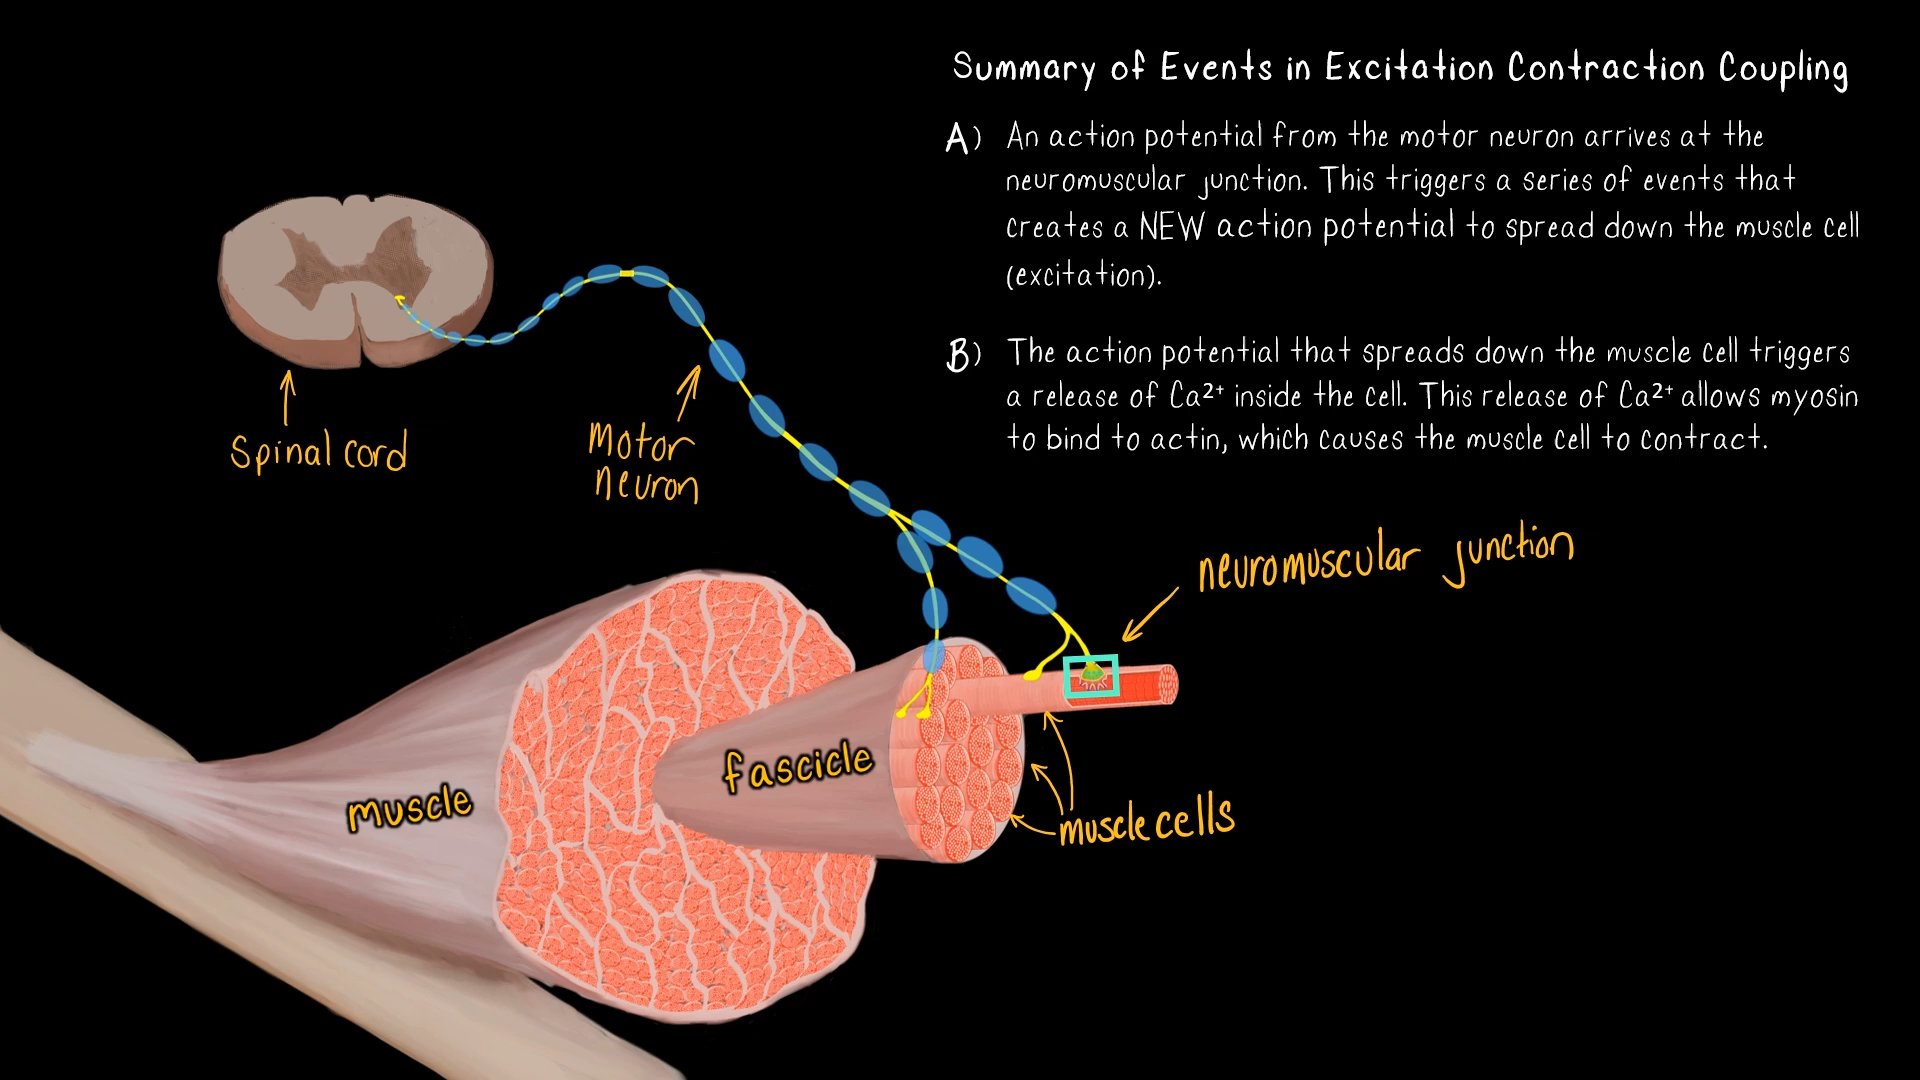 Summary of Events in Excitation Contraction Coupling
A) An action potential from the motor neuron arrives at the
neuromuscular junction. This triggers a series of events that
creates a NEW action potential to spread down the muscle cell
(excitation).
B) The action potential that spreads down the muscle cell triggers
a release of Ca²⁺ inside the cell. This release of Ca²⁺ allows myosin
to bind to actin, which causes the muscle cell to contract.
Spinal cord
Motor
neuron
neuromuscular junction
fascicle
muscle
muscle cells